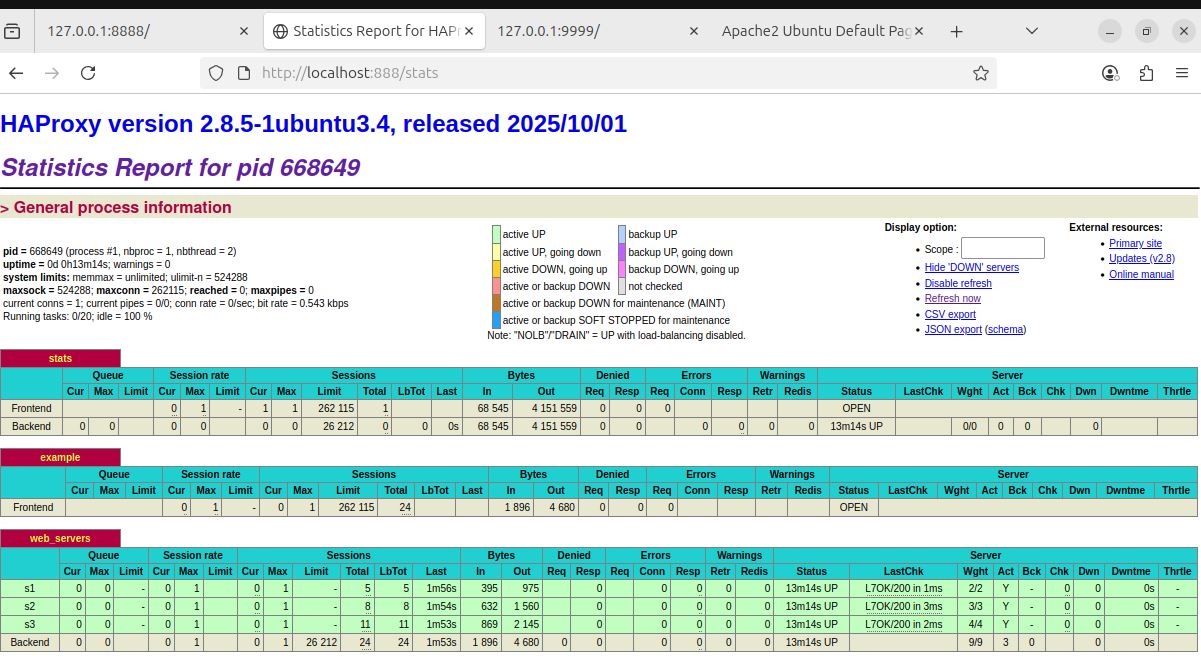 127.0.0.1:8888/
Statistics Report for HAPr
127.0.0.1:9999/
Apache2 Ubuntu Default Pag
http://localhost:888/stats
HAProxy version 2.8.5-1ubuntu3.4, released 2025/10/01
Statistics Report for pid 668649
> General process information
pid = 668649 (process #1, nbproc = 1, nbthread = 2)
uptime = 0d 0h13m14s; warnings = 0
system limits: memmax = unlimited; ulimit-n = 524288
maxsock = 524288; maxconn = 262115; reached = 0; maxpipes = 0
current conns = 1; current pipes = 0/0; conn rate = 0/sec; bit rate = 0.543 kbps
Running tasks: 0/20; idle = 100 %
active UP backup UP
active UP, going down backup UP, going down
active DOWN, going up backup DOWN, going up
active or backup DOWN not checked
active or backup DOWN for maintenance (MAINT)
active or backup SOFT STOPPED for maintenance
Note: "NOLB"/"DRAIN" = UP with load-balancing disabled.
Display option:
• Scope :
• Hide 'DOWN' servers
• Disable refresh
• Refresh now
• CSV export
• JSON export (schema)
External resources:
• Primary site
• Updates (v2.8)
• Online manual
stats
Queue Session rate Sessions Bytes Denied Errors Warnings Server
Cur Max Limit Cur Max Limit Cur Max Limit Total LbTot Last In Out Req Resp Req Conn Resp Retr Redis Status LastChk Wght Act Bck Chk Dwn Dwntme Thrtle
Frontend 0 1 - 1 1 262 115 1 68 545 4 151 559 0 0 0 OPEN
Backend 0 0 0 0 0 0 26 212 0 0 0s 68 545 4 151 559 0 0 0 0 0 0 13m14s UP 0/0 0 0 0
example
Queue Session rate Sessions Bytes Denied Errors Warnings Server
Cur Max Limit Cur Max Limit Cur Max Limit Total LbTot Last In Out Req Resp Req Conn Resp Retr Redis Status LastChk Wght Act Bck Chk Dwn Dwntme Thrtle
Frontend 0 1 - 0 1 262 115 24 1 896 4 680 0 0 0 OPEN
web_servers
Queue Session rate Sessions Bytes Denied Errors Warnings Server
Cur Max Limit Cur Max Limit Cur Max Limit Total LbTot Last In Out Req Resp Req Conn Resp Retr Redis Status LastChk Wght Act Bck Chk Dwn Dwntme Thrtle
s1 0 0 - 0 1 0 1 - 5 5 1m56s 395 975 0 0 0 0 0 13m14s UP L7OK/200 in 1ms 2/2 Y - 0 0 0s -
s2 0 0 - 0 1 0 1 - 8 8 1m54s 632 1 560 0 0 0 0 0 13m14s UP L7OK/200 in 3ms 3/3 Y - 0 0 0s -
s3 0 0 - 0 1 0 1 - 11 11 1m53s 869 2 145 0 0 0 0 0 13m14s UP L7OK/200 in 2ms 4/4 Y - 0 0 0s -
Backend 0 0 0 1 0 1 26 212 24 24 1m53s 1 896 4 680 0 0 0 0 0 0 13m14s UP 9/9 3 0 0 0s